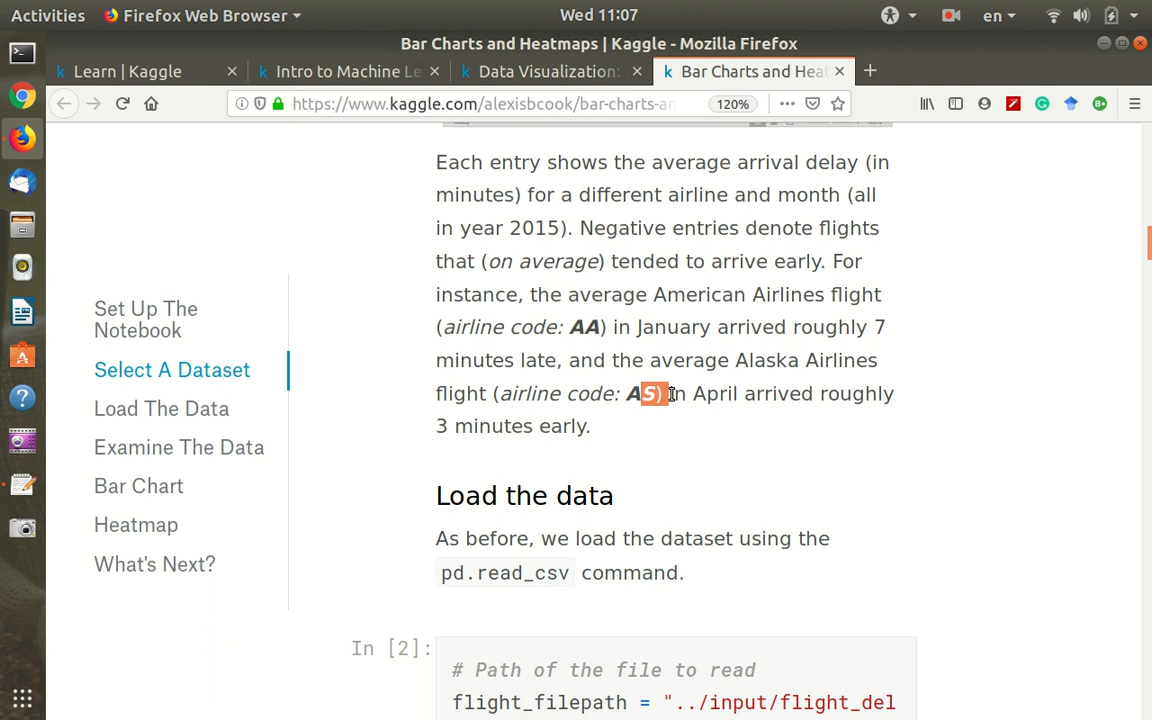 Activities
Firefox Web Browser
Wed 11:07
en
Bar Charts and Heatmaps | Kaggle - Mozilla Firefox
Learn | Kaggle
Intro to Machine Le
Data Visualization:
Bar Charts and Heat
https://www.kaggle.com/alexisbcook/bar-charts-an
120%
Each entry shows the average arrival delay (in
minutes) for a different airline and month (all
in year 2015). Negative entries denote flights
that (on average) tended to arrive early. For
instance, the average American Airlines flight
(airline code: AA) in January arrived roughly 7
minutes late, and the average Alaska Airlines
flight (airline code: AS) in April arrived roughly
3 minutes early.
Set Up The
Notebook
Select A Dataset
Load The Data
Examine The Data
Bar Chart
Heatmap
What's Next?
Load the data
As before, we load the dataset using the
pd.read_csv command.
In [2]:
# Path of the file to read
flight_filepath = "../input/flight_del